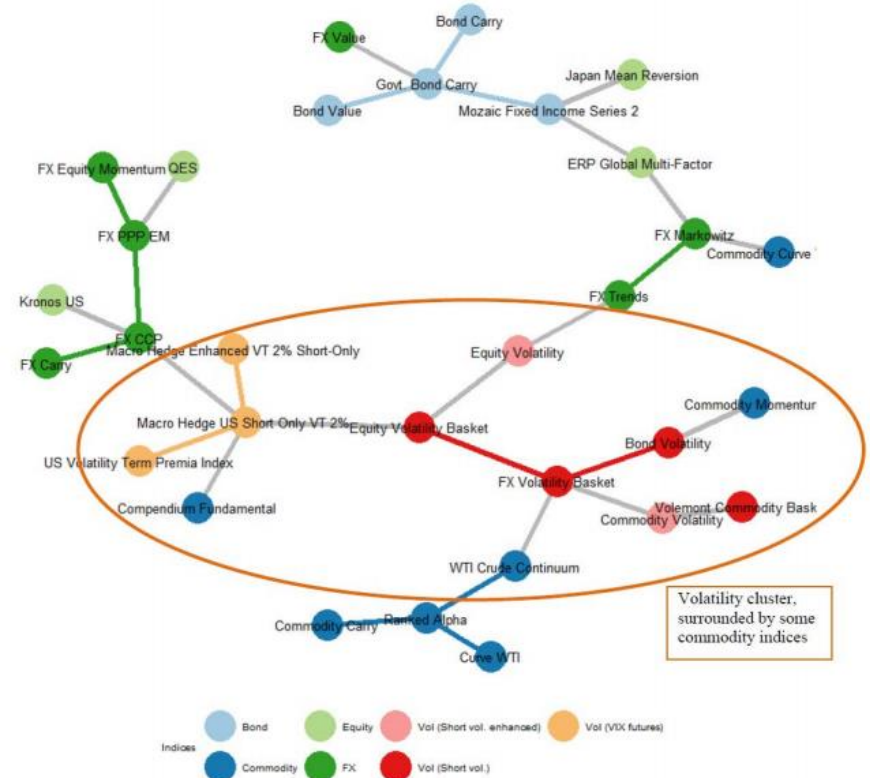 Bond Carry
FX Value
Japan Mean Reversion
Govt. Bond Carry
Bond Value
Mozaic Fixed Income Series 2
FX Equity Momentum
QES
ERP Global Multi-Factor
FX PPP EM
FX Markowitz
Commodity Curve
Kronos US
FX Trends
FX CCP
Macro Hedge Enhanced VT 2% Short-Only
Equity Volatility
FX Carry
Commodity Momentur
Macro Hedge US Short Only VT 2%
Equity Volatility Basket
Bond Volatility
US Volatility Term Premia Index
FX Volatility Basket
Compendium Fundamental
Volemont Commodity Bask
Commodity Volatility
WTI Crude Continuum
Volatility cluster,
surrounded by some
commodity indices
Commodity Carry
Ranked Alpha
Curve WTI
Indices
Bond
Equity
Vol (Short vol. enhanced)
Vol (VIX futures)
Commodity
FX
Vol (Short vol.)